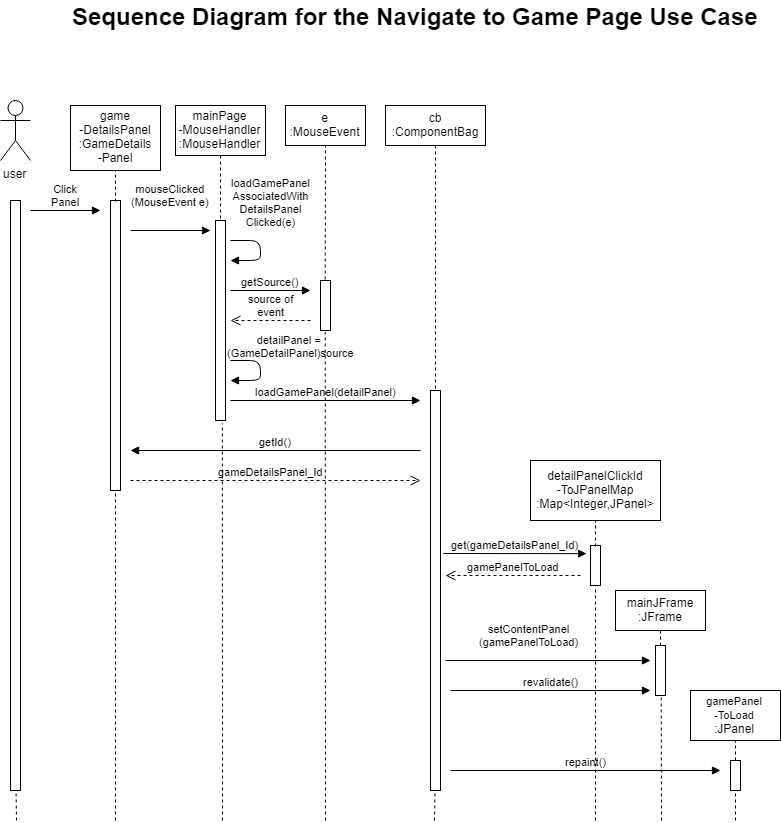 Sequence Diagram for the Navigate to Game Page Use Case
game
-DetailsPanel
:GameDetails
-Panel
mainPage
-MouseHandler
:MouseHandler
e
:MouseEvent
cb
:ComponentBag
user
Click
Panel
mouseClicked
(MouseEvent e)
loadGamePanel
AssociatedWith
DetailsPanel
Clicked(e)
getSource()
source of
event
detailPanel =
(GameDetailPanel)source
loadGamePanel(detailPanel)
getId()
gameDetailsPanel_Id
detailPanelClickId
-ToJPanelMap
:Map<Integer,JPanel>
get(gameDetailsPanel_Id)
gamePanelToLoad
mainJFrame
:JFrame
setContentPanel
(gamePanelToLoad)
revalidate()
gamePanel
-ToLoad
:JPanel
repaint()